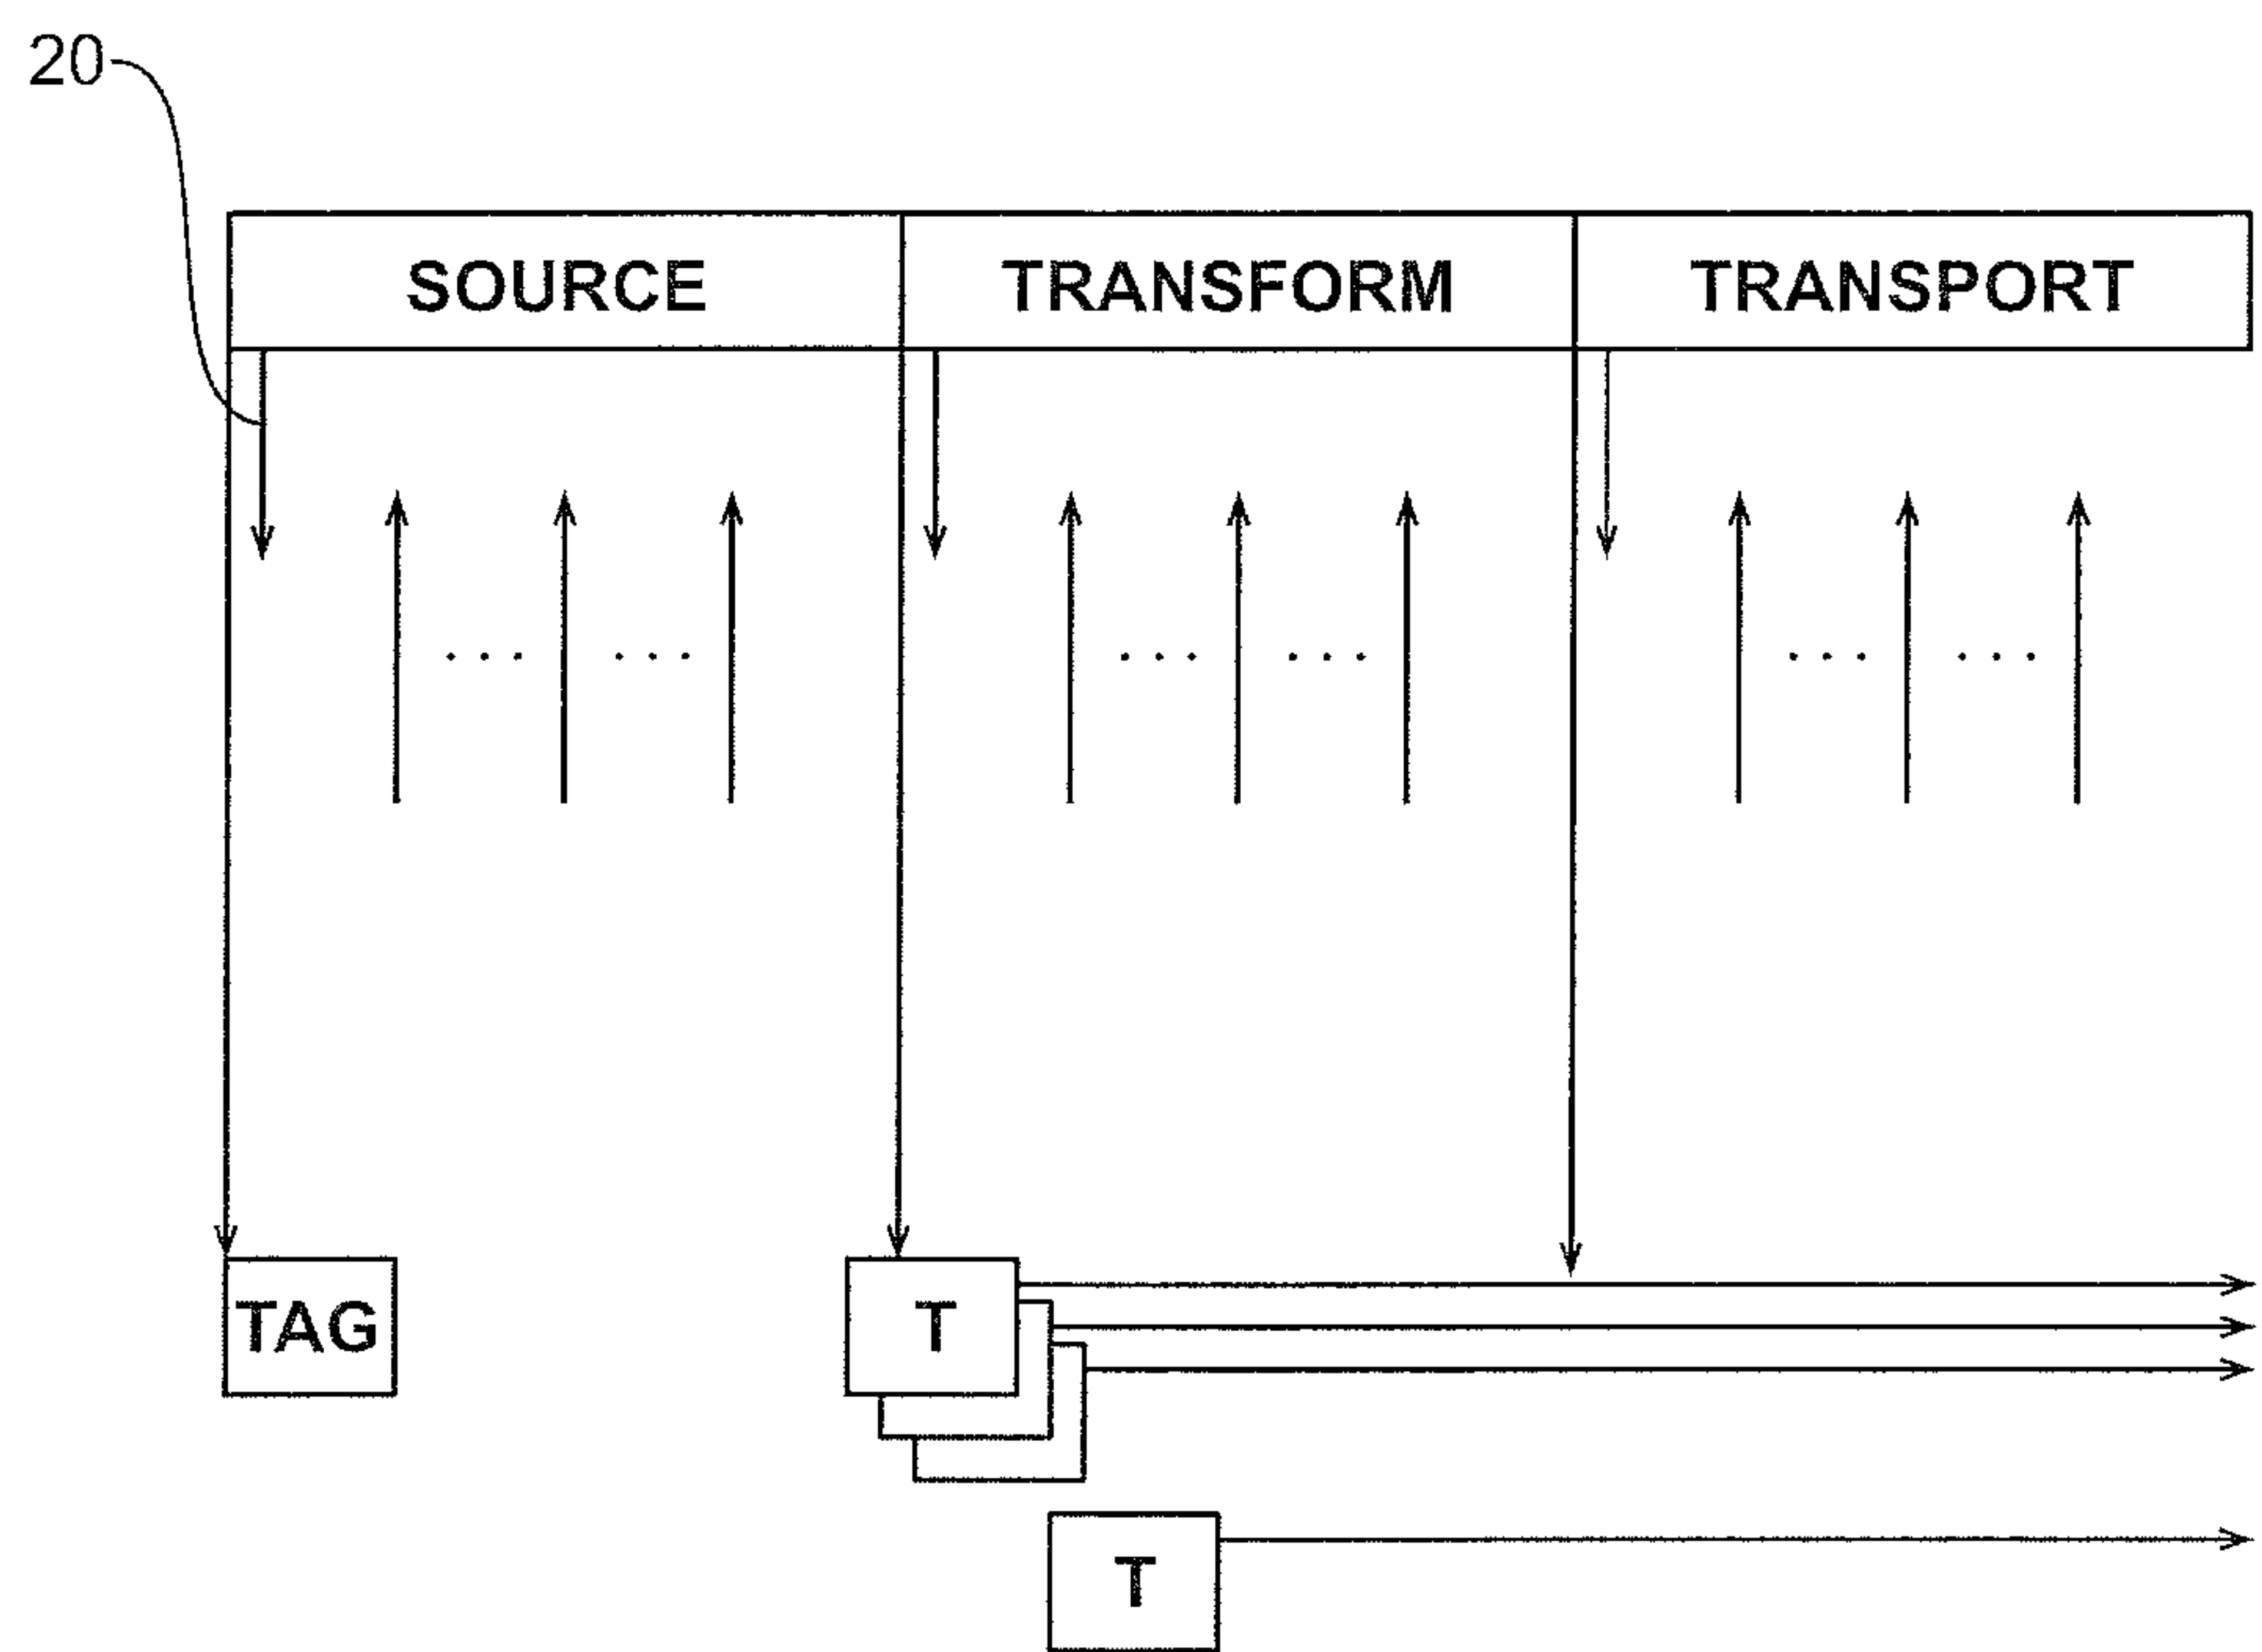 20
SOURCE TRANSFORM TRANSPORT
... ... ... ... ... ...
TAG T
T